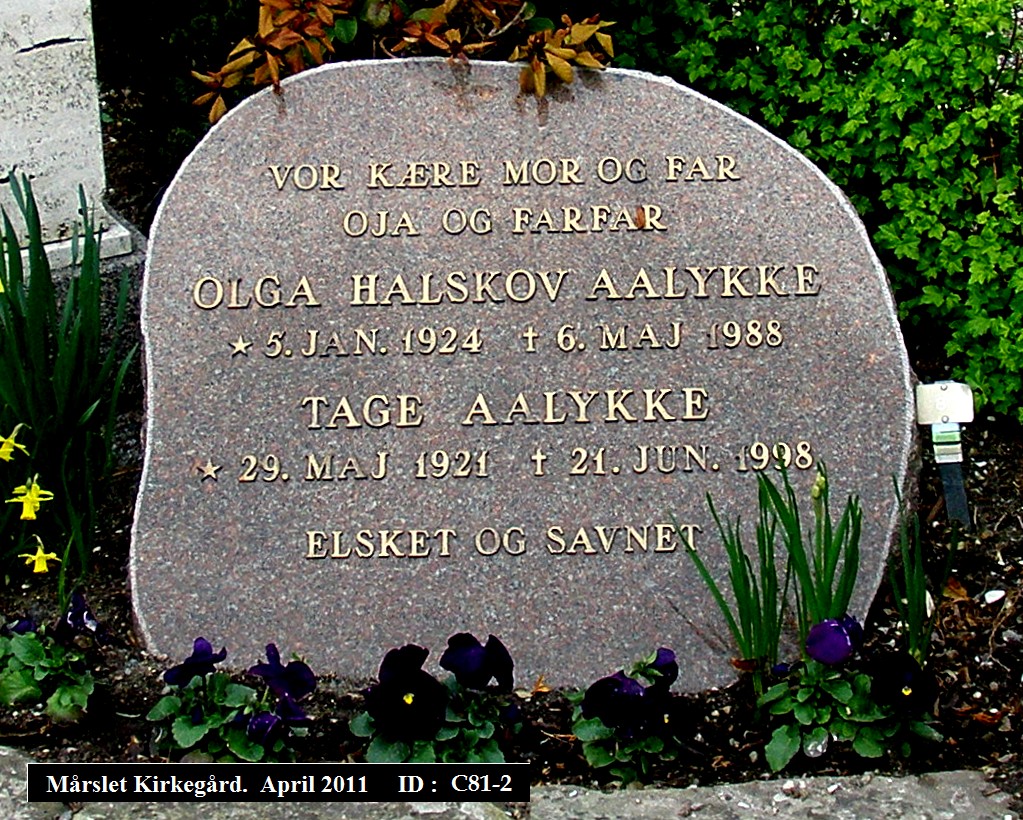 VOR KÆRE MOR OG FAR
OJA OG FARFAR
OLGA HALSKOV AALYKKE
★ 5. JAN. 1924 † 6. MAJ 1988
TAGE AALYKKE
★ 29. MAJ 1921 † 21. JUN. 1998
ELSKET OG SAVNET
Mårslet Kirkegård. April 2011 ID : C81-2